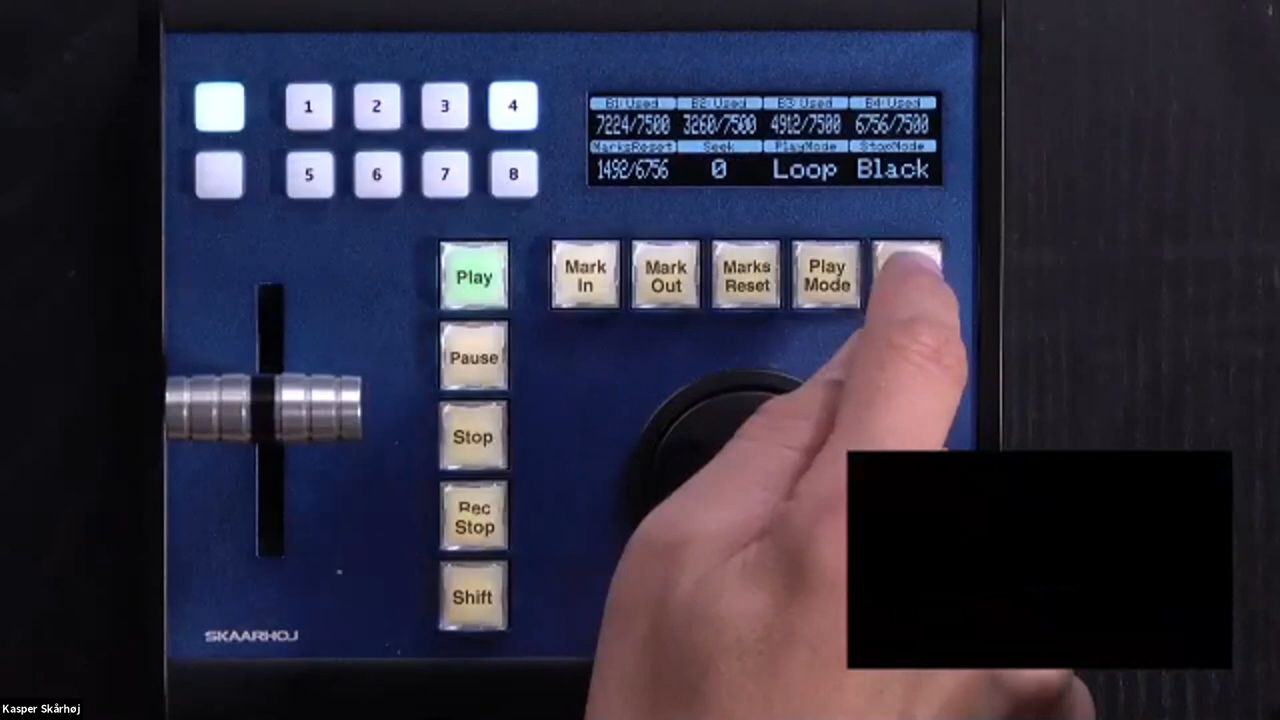 1
2
3
4
5
6
7
8
B1:Used B2:Used B3:Used B4:Used
7224/7500 3260/7500 4912/7500 6756/7500
MarksReset Seek PlayMode StopMode
1492/6756 0 Loop Black
Play
Mark In
Mark Out
Marks Reset
Play Mode
Pause
Stop
Rec Stop
Shift
SKAARHOJ
Kasper Skårhøj